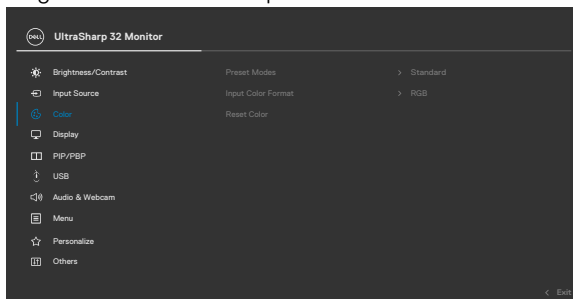 DELL UltraSharp 32 Monitor
Brightness/Contrast Preset Modes > Standard
Input Source Input Color Format > RGB
Color Reset Color
Display
PIP/PBP
USB
Audio & Webcam
Menu
Personalize
Others
< Exit